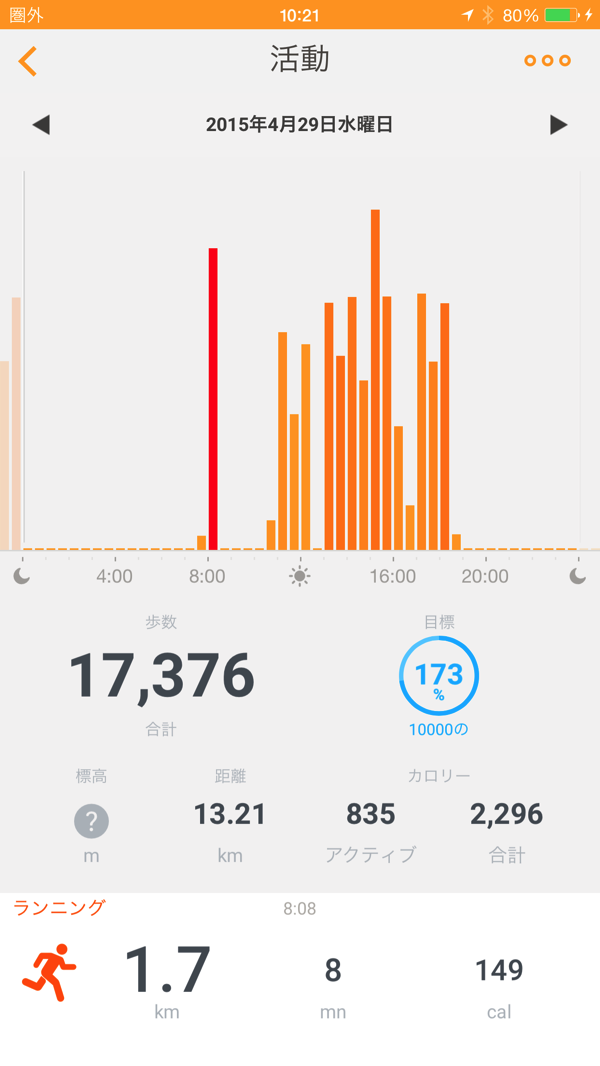 圏外 10:21 80%
活動
2015年4月29日水曜日
4:00 8:00 16:00 20:00
歩数 目標
17,376 173 %
合計 10000の
標高 距離 カロリー
? 13.21 835 2,296
m km アクティブ 合計
ランニング 8:08
1.7 8 149
km mn cal